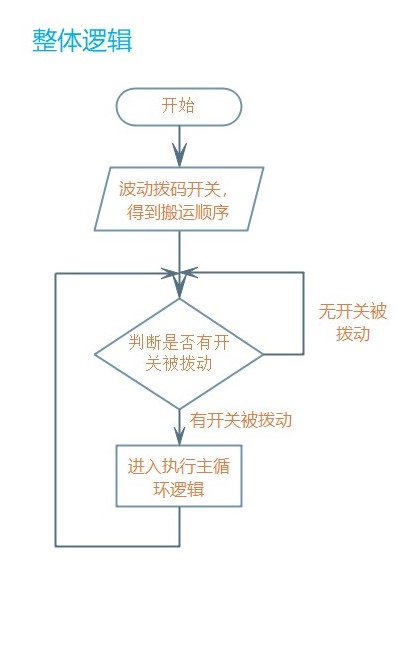 整体逻辑
开始
波动拨码开关，
得到搬运顺序
无开关被
拨动
判断是否有开
关被拨动
有开关被拨动
进入执行主循
环逻辑